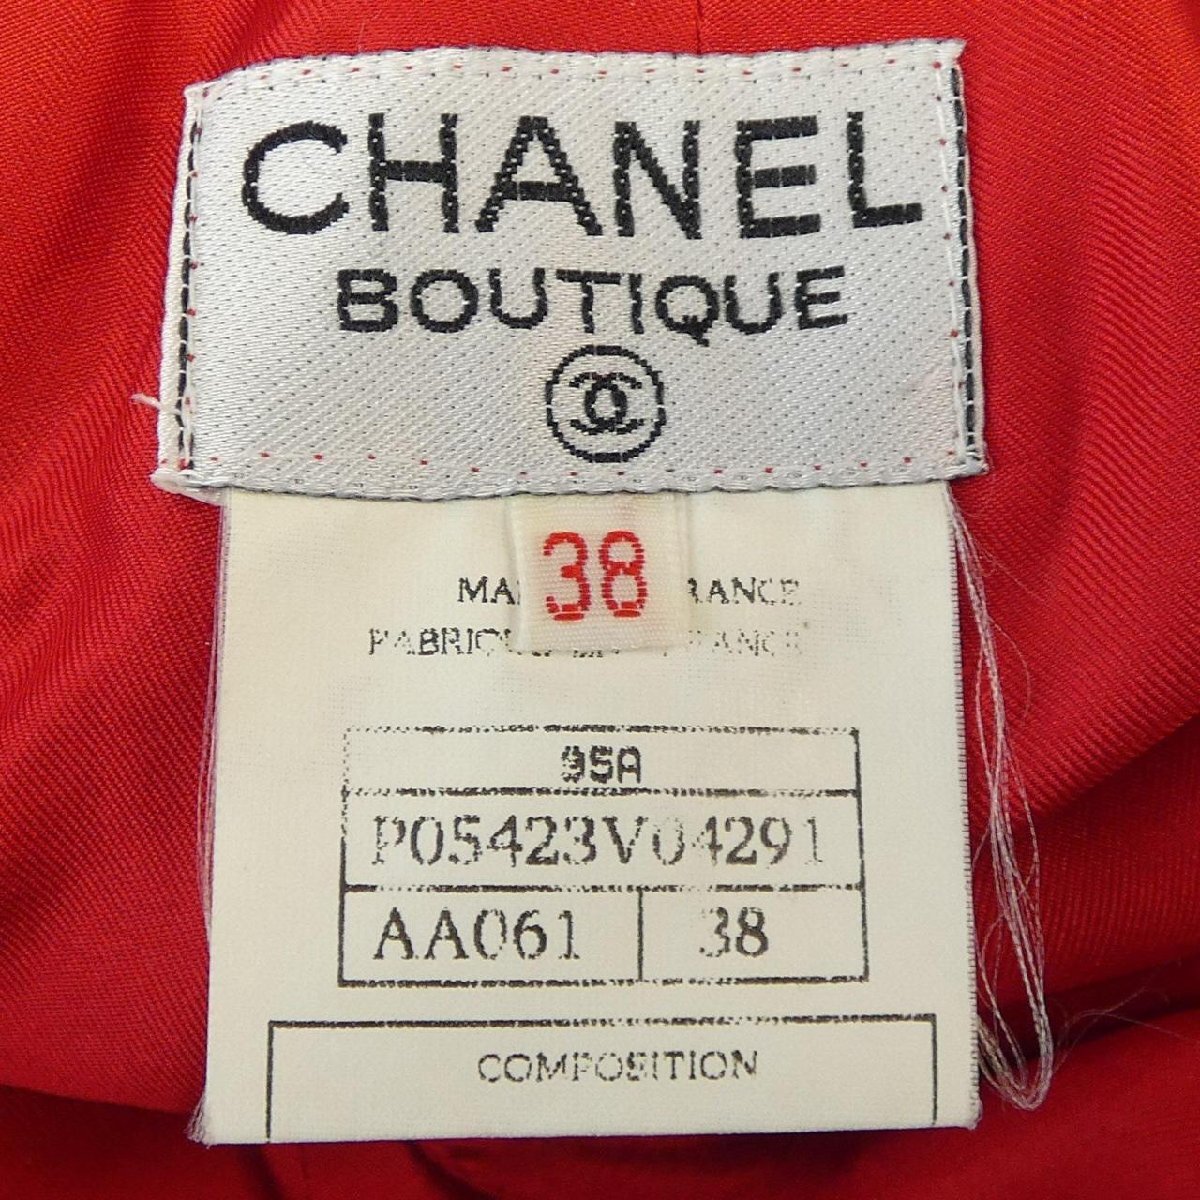 CHANEL
BOUTIQUE
38
95A
P05423V04291
AA061 38
COMPOSITION